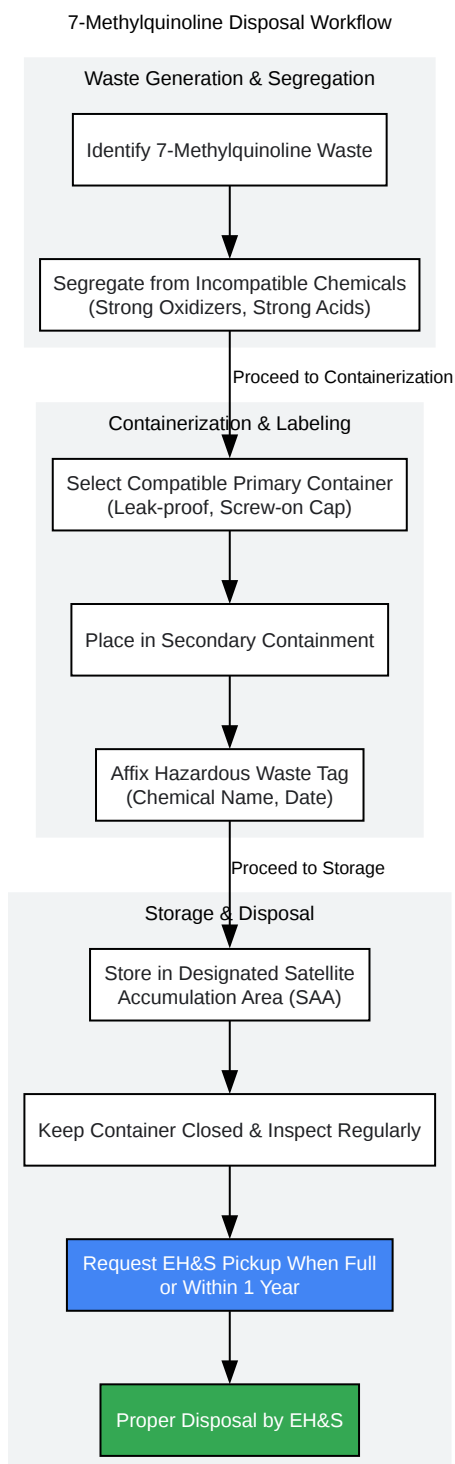 7-Methylquinoline Disposal Workflow
Waste Generation & Segregation
Identify 7-Methylquinoline Waste
Segregate from Incompatible Chemicals
(Strong Oxidizers, Strong Acids)
Proceed to Containerization
Containerization & Labeling
Select Compatible Primary Container
(Leak-proof, Screw-on Cap)
Place in Secondary Containment
Affix Hazardous Waste Tag
(Chemical Name, Date)
Proceed to Storage
Storage & Disposal
Store in Designated Satellite
Accumulation Area (SAA)
Keep Container Closed & Inspect Regularly
Request EH&S Pickup When Full
or Within 1 Year
Proper Disposal by EH&S